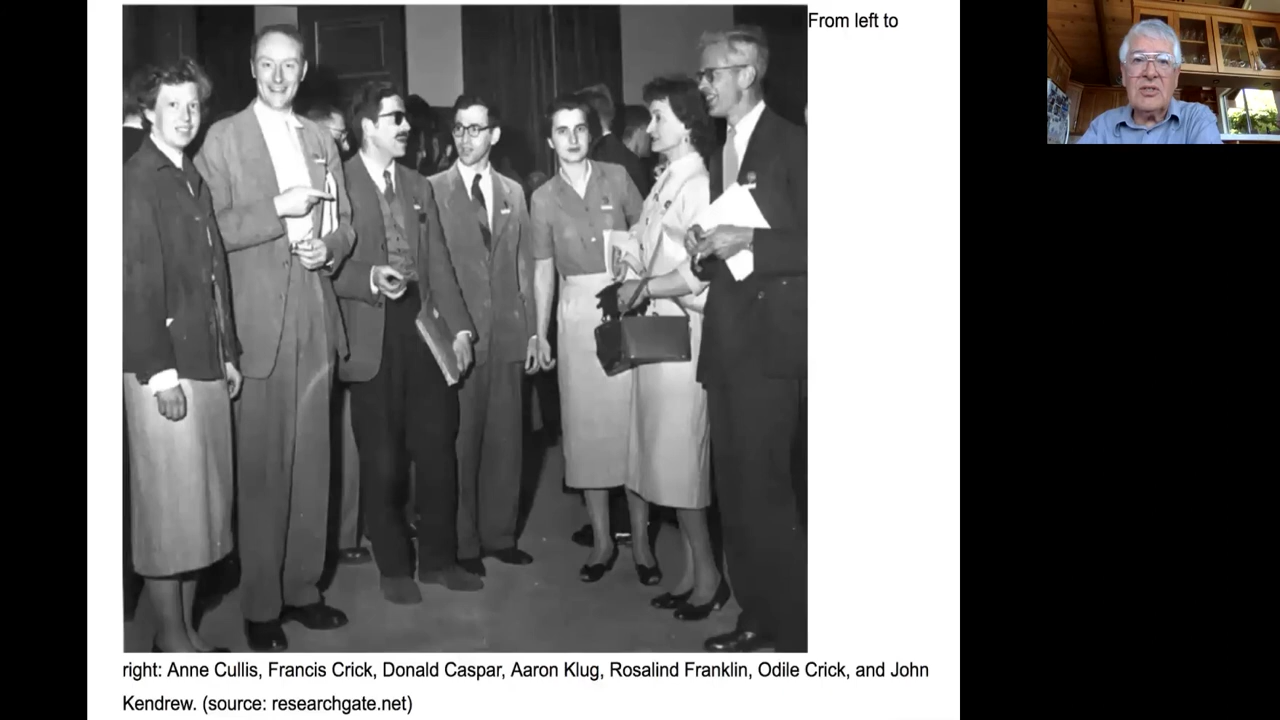 From left to
right: Anne Cullis, Francis Crick, Donald Caspar, Aaron Klug, Rosalind Franklin, Odile Crick, and John
Kendrew. (source: researchgate.net)